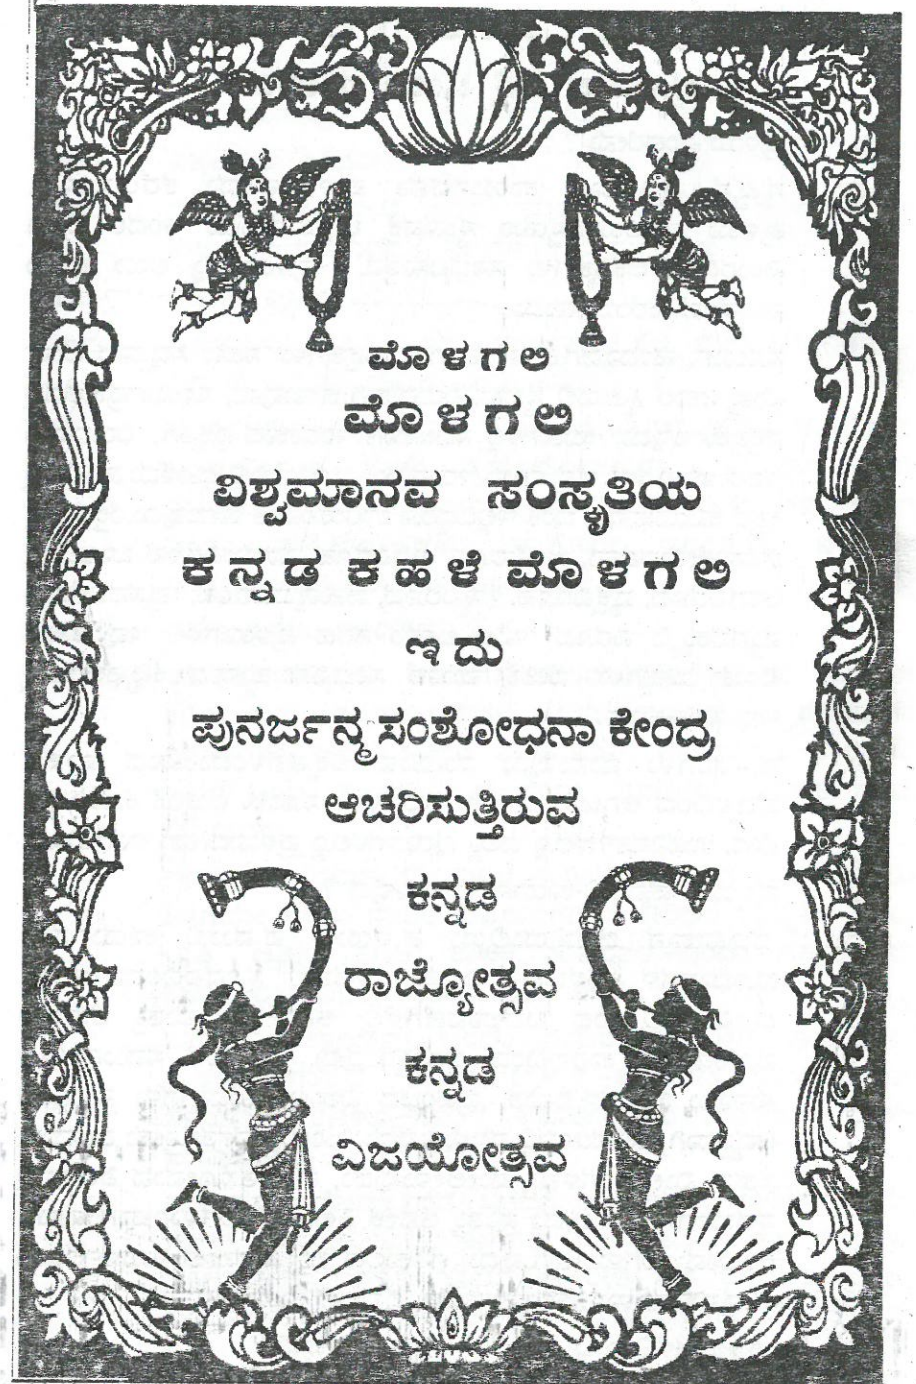 ಮೊಳಗಲಿ
ಮೊಳಗಲಿ
ವಿಶ್ವಮಾನವ ಸಂಸ್ಕೃತಿಯ
ಕನ್ನಡ ಕಹಳೆ ಮೊಳಗಲಿ
ಇದು
ಪುನರ್ಜನ್ಮ ಸಂಶೋಧನಾ ಕೇಂದ್ರ
ಆಚರಿಸುತ್ತಿರುವ
ಕನ್ನಡ
ರಾಜ್ಯೋತ್ಸವ
ಕನ್ನಡ
ವಿಜಯೋತ್ಸವ